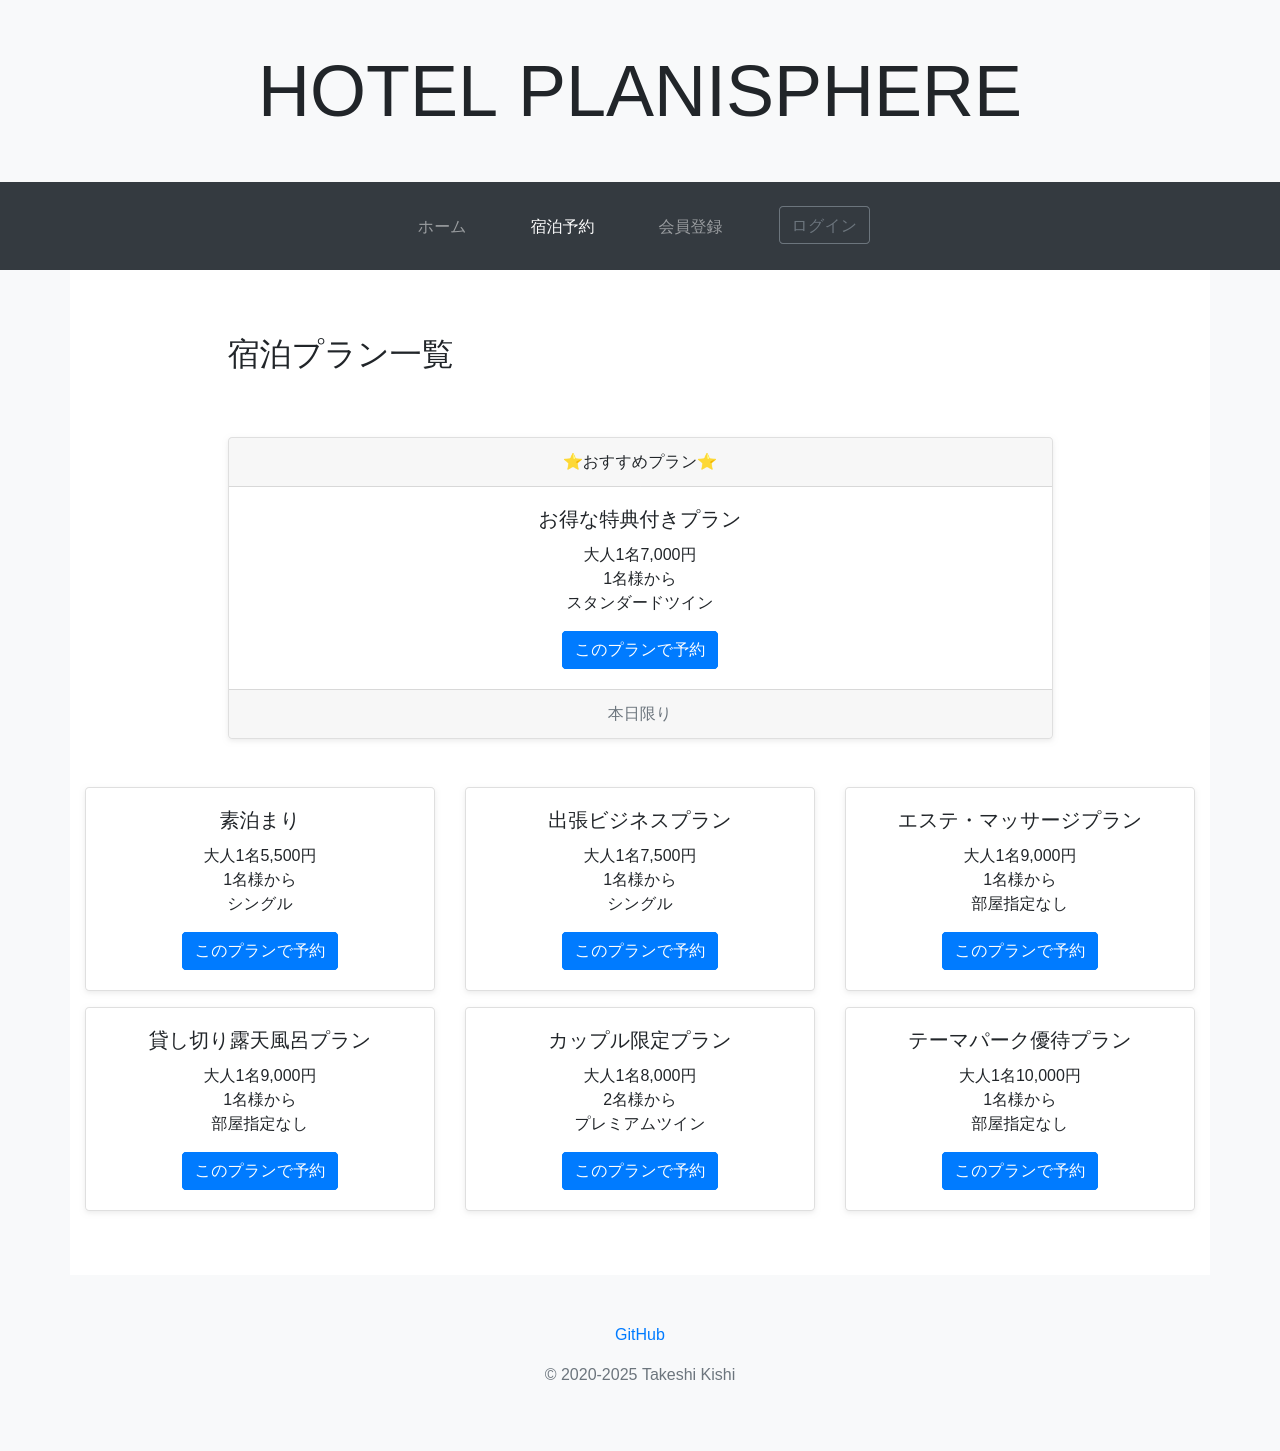 HOTEL PLANISPHERE
ホーム 宿泊予約 会員登録 ログイン
宿泊プラン一覧
⭐おすすめプラン⭐
お得な特典付きプラン
大人1名7,000円
1名様から
スタンダードツイン
このプランで予約
本日限り
素泊まり
大人1名5,500円
1名様から
シングル
このプランで予約
出張ビジネスプラン
大人1名7,500円
1名様から
シングル
このプランで予約
エステ・マッサージプラン
大人1名9,000円
1名様から
部屋指定なし
このプランで予約
貸し切り露天風呂プラン
大人1名9,000円
1名様から
部屋指定なし
このプランで予約
カップル限定プラン
大人1名8,000円
2名様から
プレミアムツイン
このプランで予約
テーマパーク優待プラン
大人1名10,000円
1名様から
部屋指定なし
このプランで予約
GitHub
© 2020-2025 Takeshi Kishi